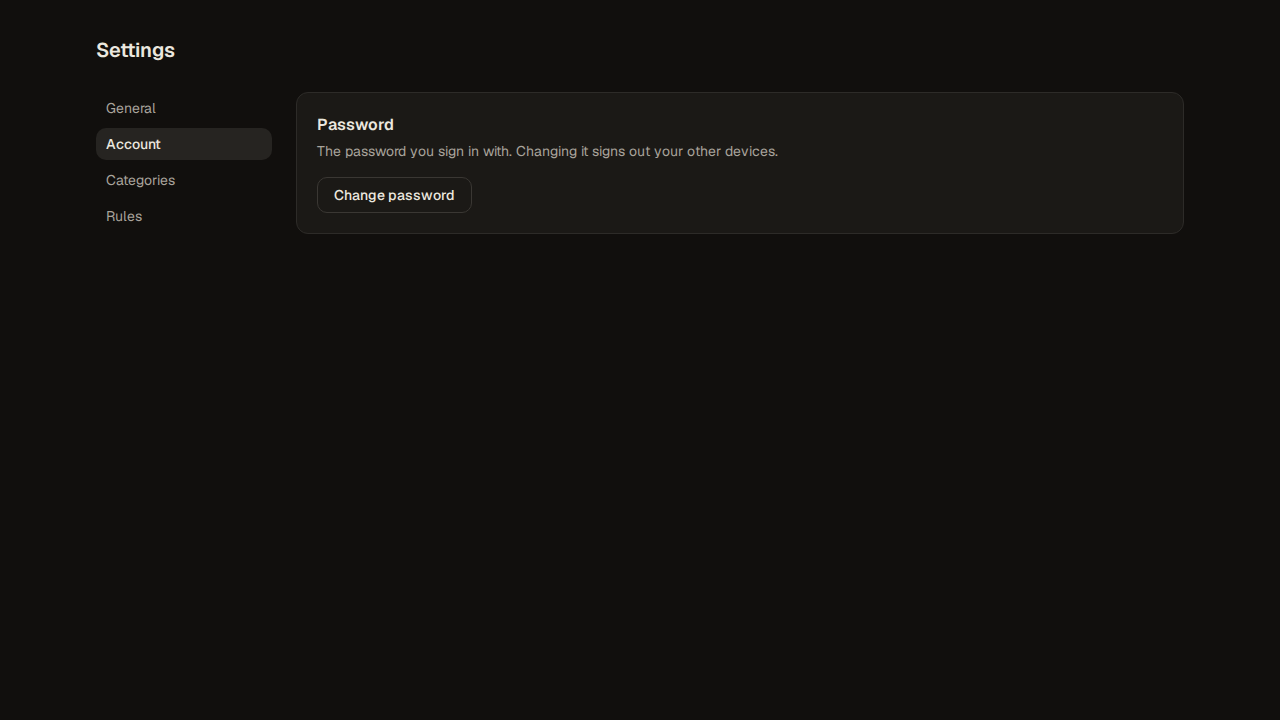 Settings
General
Account
Categories
Rules
Password
The password you sign in with. Changing it signs out your other devices.
Change password